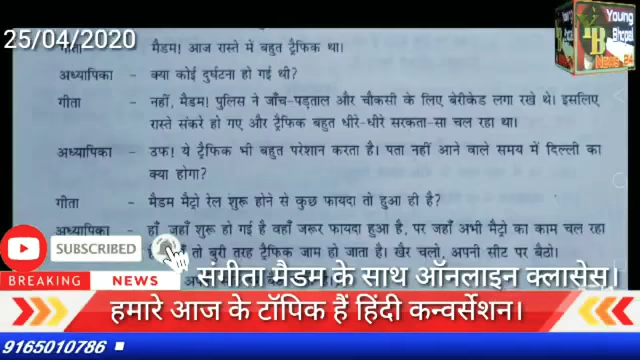 25/04/2020
Young
Bhopal
News 24
गीता - मैडम! आज रास्ते में बहुत ट्रैफिक था।
अध्यापिका - क्या कोई दुर्घटना हो गई थी?
गीता - नहीं, मैडम! पुलिस ने जाँच-पड़ताल और चौकसी के लिए बेरीकेड लगा रखे थे। इसलिए
रास्ते संकरे हो गए और ट्रैफिक बहुत धीरे-धीरे सरकता-सा चल रहा था।
अध्यापिका - उफ! ये ट्रैफिक भी बहुत परेशान करता है। पता नहीं आने वाले समय में दिल्ली का
क्या होगा?
गीता - मैडम मैट्रो रेल शुरू होने से कुछ फायदा तो हुआ ही है?
अध्यापिका - हाँ, जहाँ शुरू हो गई है वहाँ जरूर फायदा हुआ है, पर जहाँ अभी मैट्रो का काम चल रहा
तो बुरी तरह ट्रैफिक जाम हो जाता है। खैर चलो, अपनी सीट पर बैठो।
SUBSCRIBED
BREAKING NEWS
संगीता मैडम के साथ ऑनलाइन क्लासेस।
हमारे आज के टॉपिक हैं हिंदी कन्वर्सेशन।
9165010786